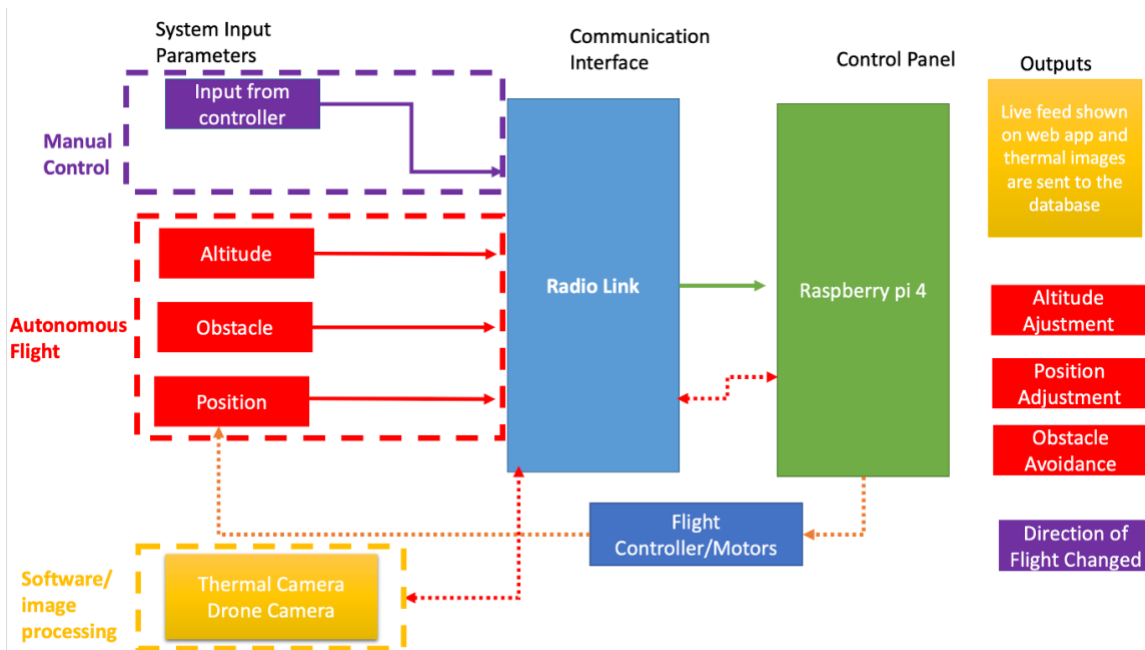 System Input
Parameters
Communication
Interface
Control Panel
Outputs
Manual
Control
Input from
controller
Autonomous
Flight
Altitude
Obstacle
Position
Radio Link
Raspberry pi 4
Live feed shown
on web app and
thermal images
are sent to the
database
Altitude
Ajustment
Position
Adjustment
Obstacle
Avoidance
Direction of
Flight Changed
Flight
Controller/Motors
Software/
image
processing
Thermal Camera
Drone Camera